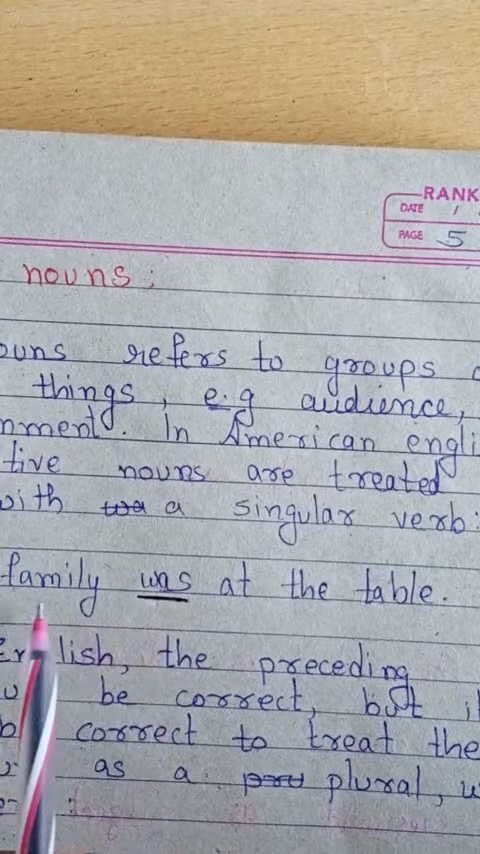 RANK
DATE / /
PAGE 5
nouns :
ouns refers to groups
things, e.g audience,
nment. In American engli
tive nouns are treated
with a singular verb:
family was at the table.
lish, the preceding
be correct, but i
correct to treat the
as a plural,